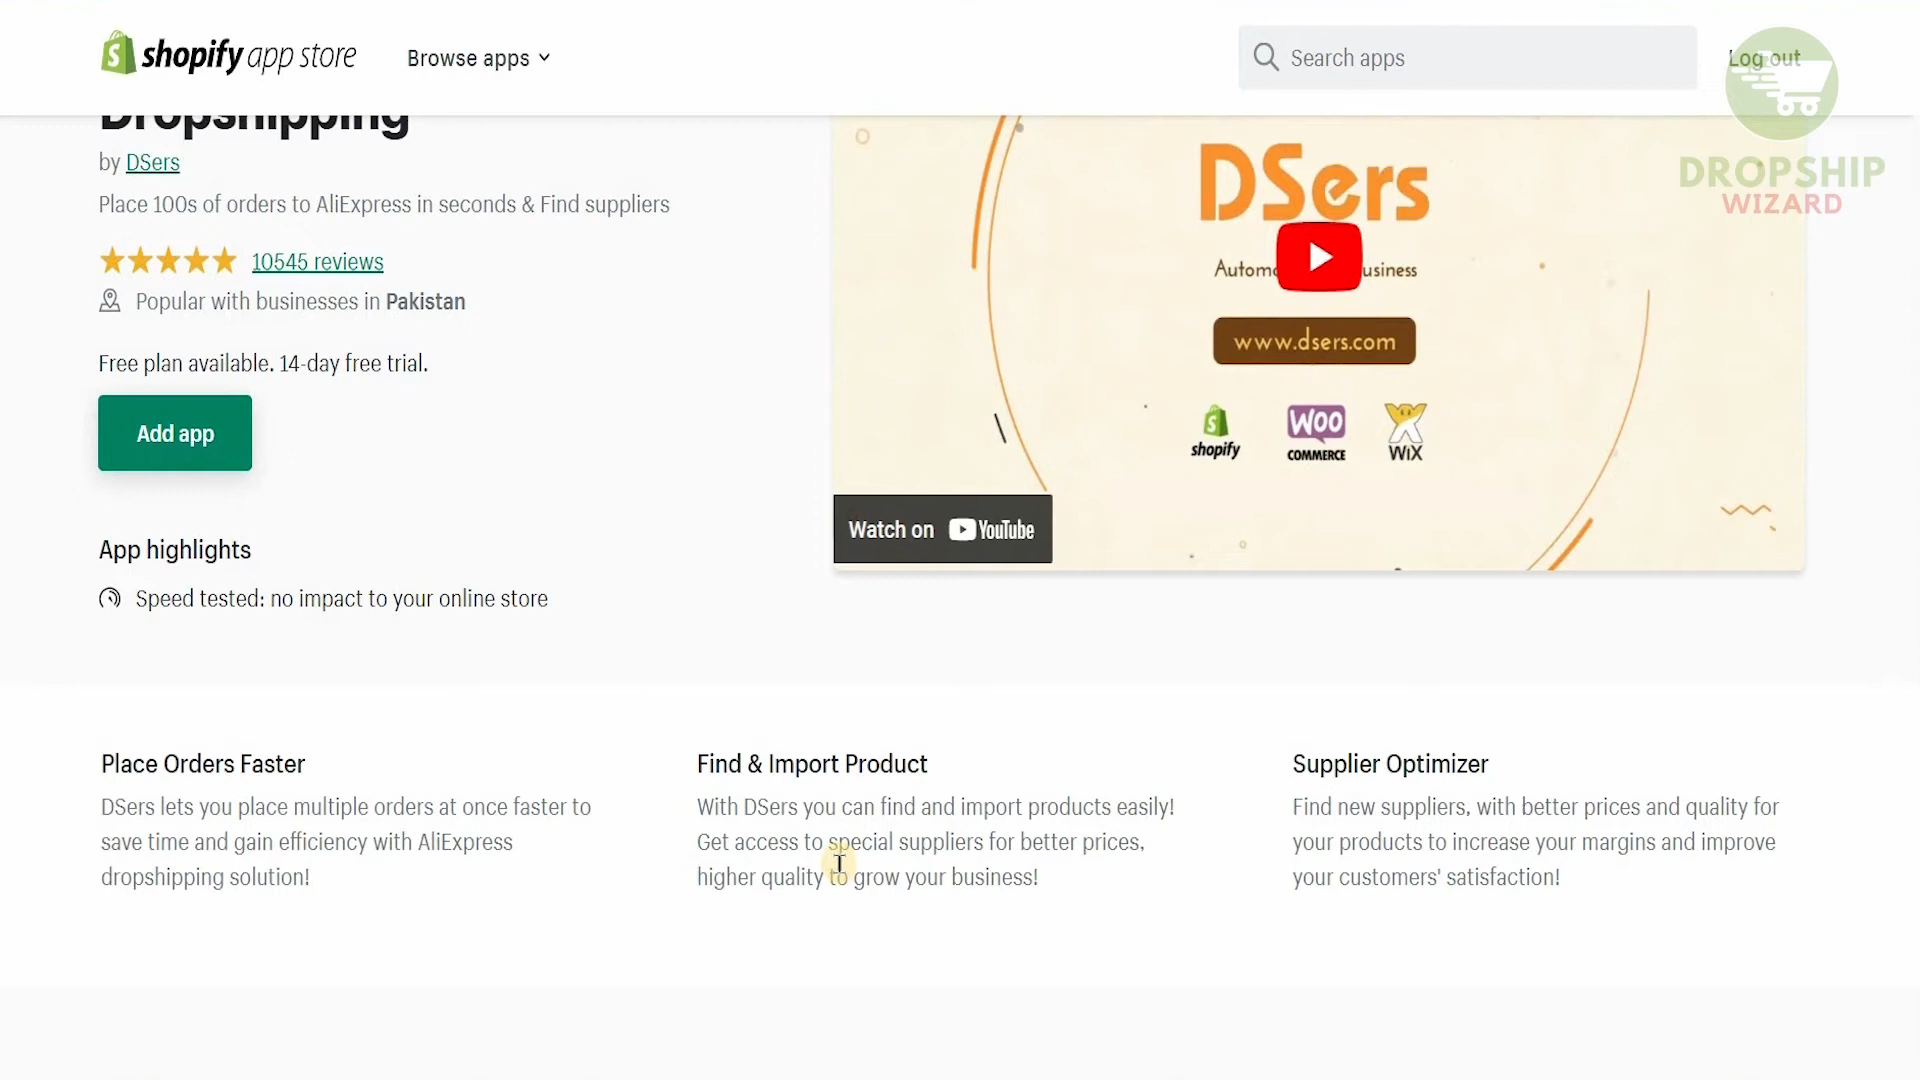 shopify app store
Browse apps
Search apps
Log out
Dropshipping
by DSers
Place 100s of orders to AliExpress in seconds & Find suppliers
10545 reviews
Popular with businesses in Pakistan
Free plan available. 14-day free trial.
Add app
App highlights
Speed tested: no impact to your online store
DROPSHIP
WIZARD
DSers
usiness
www.dsers.com
shopify
WOO
COMMERCE
WiX
Watch on YouTube
Place Orders Faster
DSers lets you place multiple orders at once faster to
save time and gain efficiency with AliExpress
dropshipping solution!
Find & Import Product
With DSers you can find and import products easily!
Get access to special suppliers for better prices,
higher quality to grow your business!
Supplier Optimizer
Find new suppliers, with better prices and quality for
your products to increase your margins and improve
your customers' satisfaction!